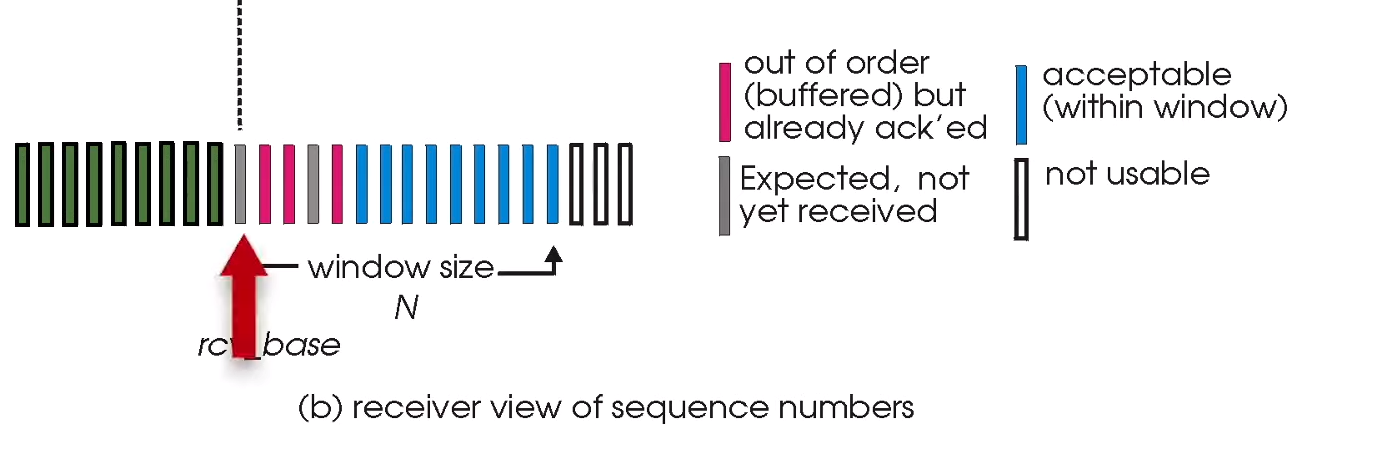 out of order
(buffered) but
already ack'ed
acceptable
(within window)
Expected, not
yet received
not usable
window size
N
rcv_base
(b) receiver view of sequence numbers